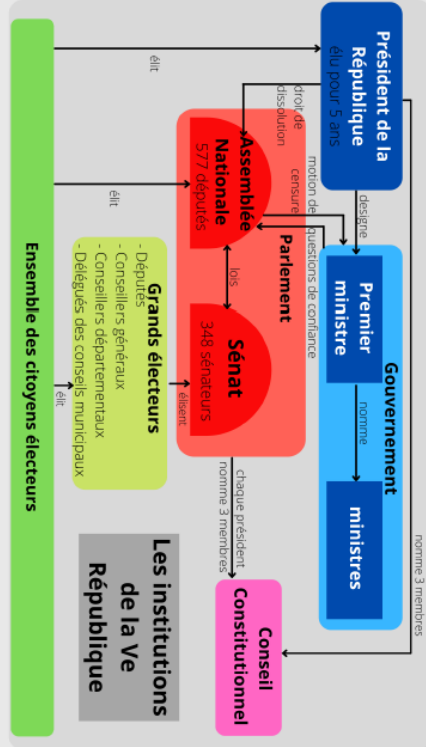 Président de la
République
élu pour 5 ans
désigne
Gouvernement
Premier
ministre
nomme
ministres
nomme 3 membres
droit de
dissolution
motion de
censure
questions de confiance
Parlement
Assemblée
Nationale
577 députés
lois
Sénat
348 sénateurs
chaque président
nomme 3 membres
Conseil
Constitutionnel
élit
élit
Grands électeurs
- Députés
- Conseillers généraux
- Conseillers départementaux
- Délégués des conseils municipaux
élisent
élit
Les institutions
de la Ve
République
Ensemble des citoyens électeurs